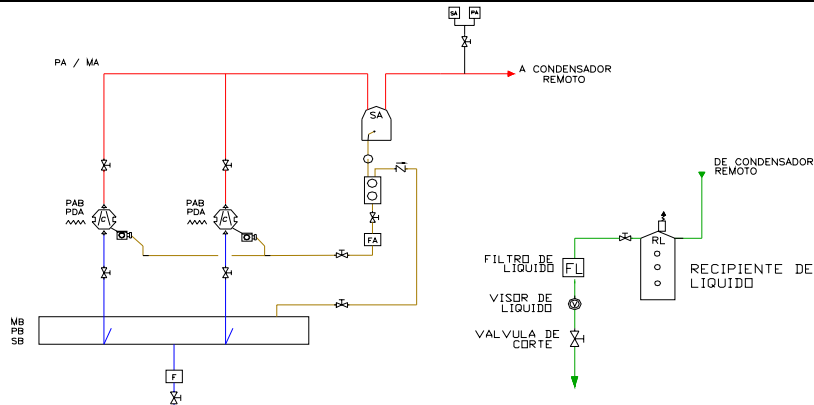 SA PA
PA / MA
A CONDENSADOR
REMOTO
SA
DE CONDENSADOR
REMOTO
PAB
PDA
C
PAB
PDA
C
FA
RL
FILTRO DE
LIQUIDO
FL
RECIPIENTE DE
LIQUIDO
VISOR DE
LIQUIDO
V
VALVULA DE
CORTE
MB
PB
SB
F